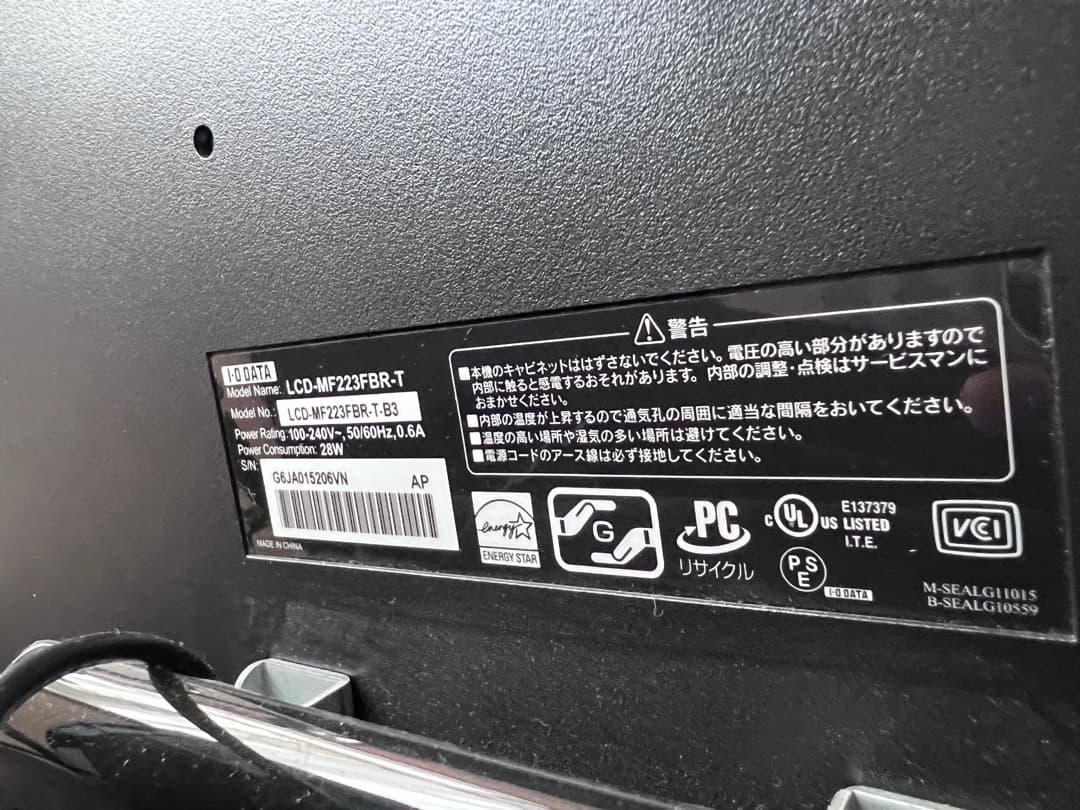 I-O DATA
Model Name: LCD-MF223FBR-T
Model No.: LCD-MF223FBR-T-B3
Power Rating: 100-240V~, 50/60Hz, 0.6A
Power Consumption: 28W
S/N:
G6JA015206VN AP
MADE IN CHINA
警告
■本機のキャビネットははずさないでください。電圧の高い部分がありますので
内部に触ると感電するおそれがあります。内部の調整・点検はサービスマンに
おまかせください。
■内部の温度が上昇するので通気孔の周囲に適当な間隔をおいてください。
■温度の高い場所や湿気の多い場所は避けてください。
■電源コードのアース線は必ず接地してください。
energy
ENERGY STAR
G
PC
リサイクル
C UL US LISTED
E137379
I.T.E.
PSE
I-O DATA
VCCI
M-SEALG11015
B-SEALG10559